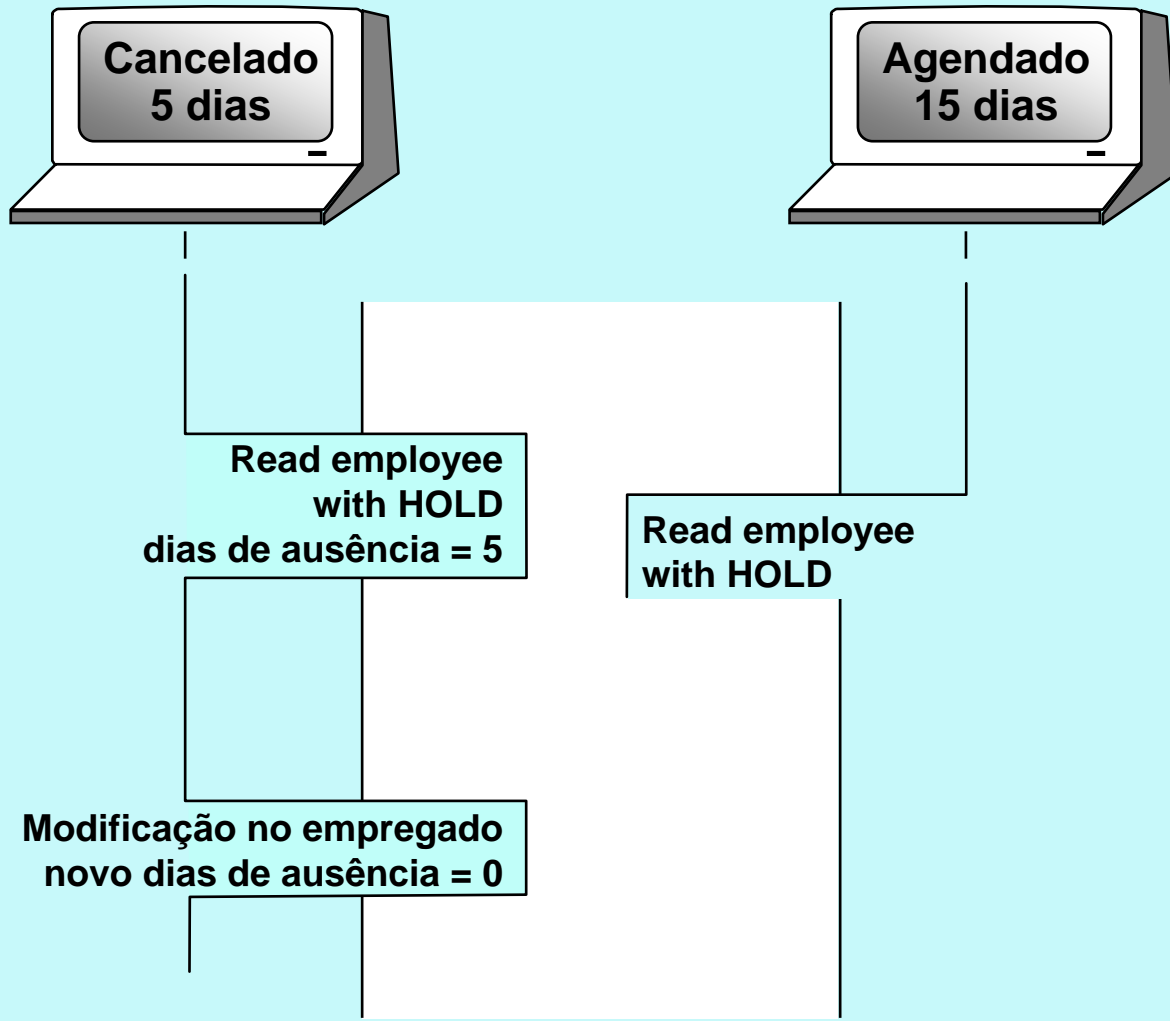 Cancelado
5 dias
Agendado
15 dias
Read employee
with HOLD
dias de ausência = 5
Read employee
with HOLD
Modificação no empregado
novo dias de ausência = 0